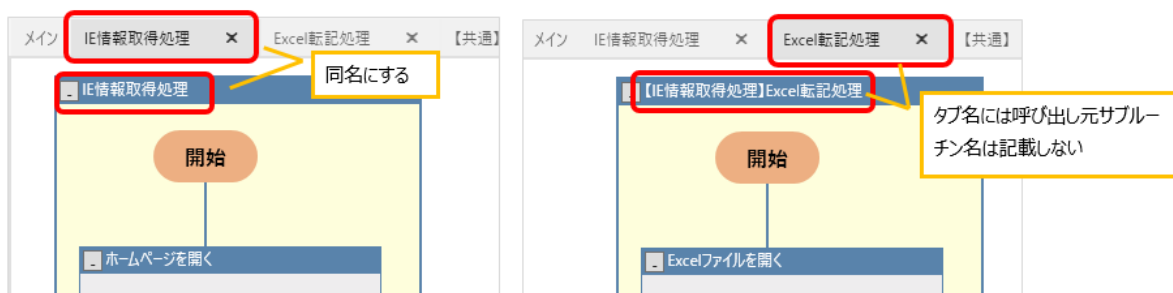 メイン IE情報取得処理 × Excel転記処理 × 【共通】
同名にする
- IE情報取得処理
開始
- ホームページを開く
メイン IE情報取得処理 × Excel転記処理 × 【共通】
- 【IE情報取得処理】Excel転記処理
タブ名には呼び出し元サブルー
チン名は記載しない
開始
- Excelファイルを開く